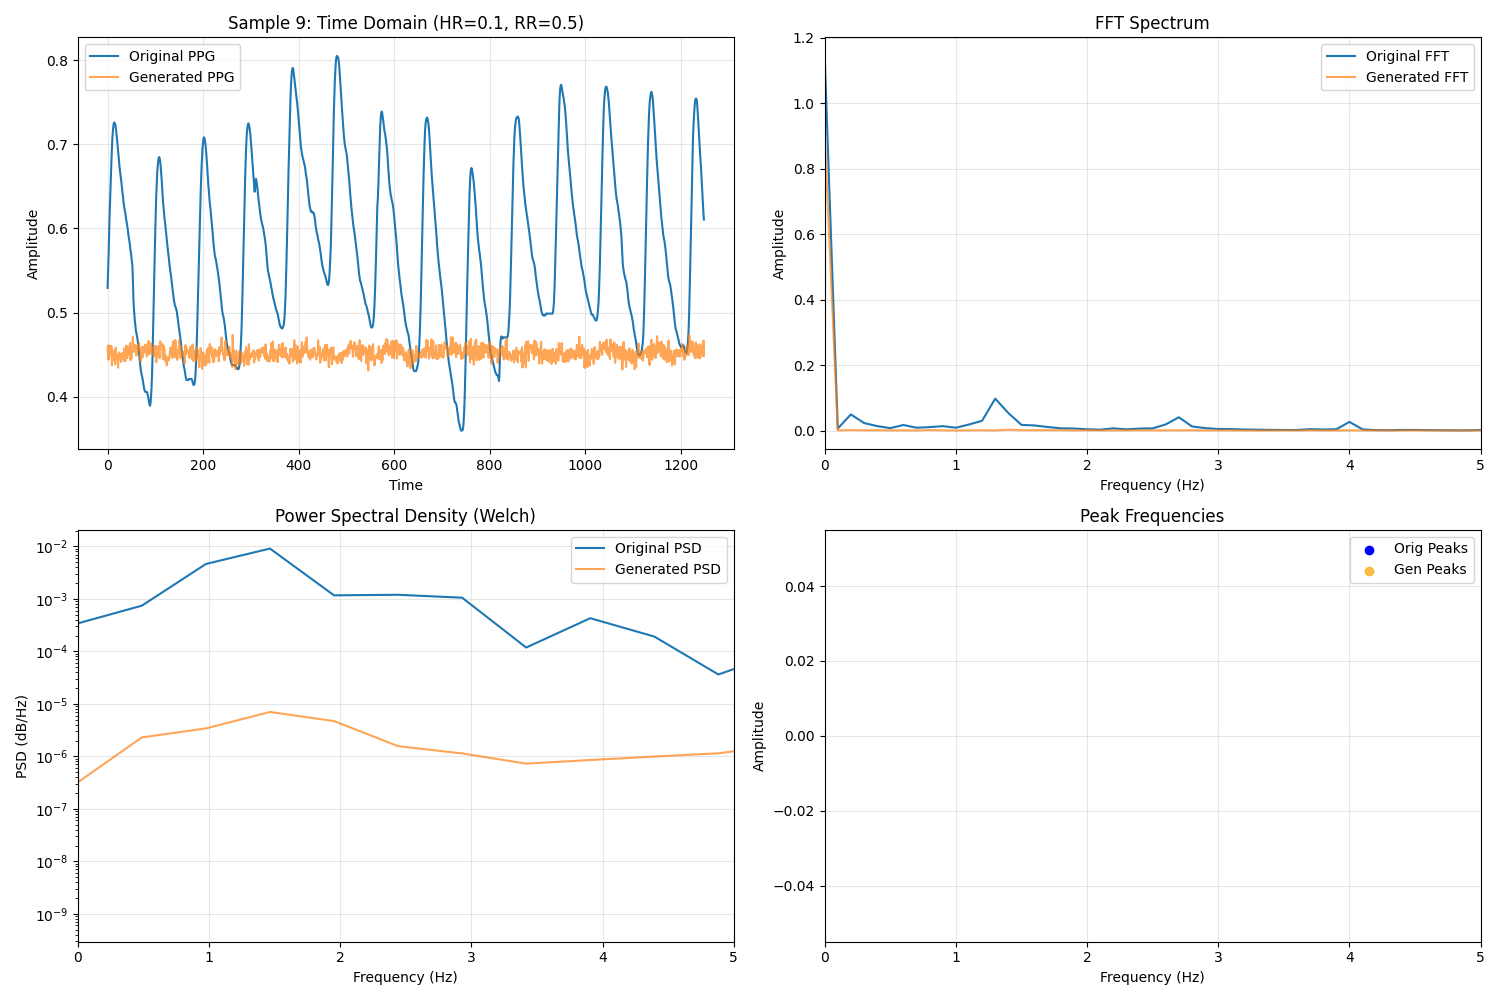 Sample 9: Time Domain (HR=0.1, RR=0.5)
Original PPG
Generated PPG
0.8
0.7
0.6
0.5
0.4
Amplitude
0 200 400 600 800 1000 1200
Time
FFT Spectrum
Original FFT
Generated FFT
1.2
1.0
0.8
0.6
0.4
0.2
0.0
Amplitude
0 1 2 3 4 5
Frequency (Hz)
Power Spectral Density (Welch)
Original PSD
Generated PSD
10⁻²
10⁻³
10⁻⁴
10⁻⁵
10⁻⁶
10⁻⁷
10⁻⁸
10⁻⁹
PSD (dB/Hz)
0 1 2 3 4 5
Frequency (Hz)
Peak Frequencies
Orig Peaks
Gen Peaks
0.04
0.02
0.00
−0.02
−0.04
Amplitude
0 1 2 3 4 5
Frequency (Hz)